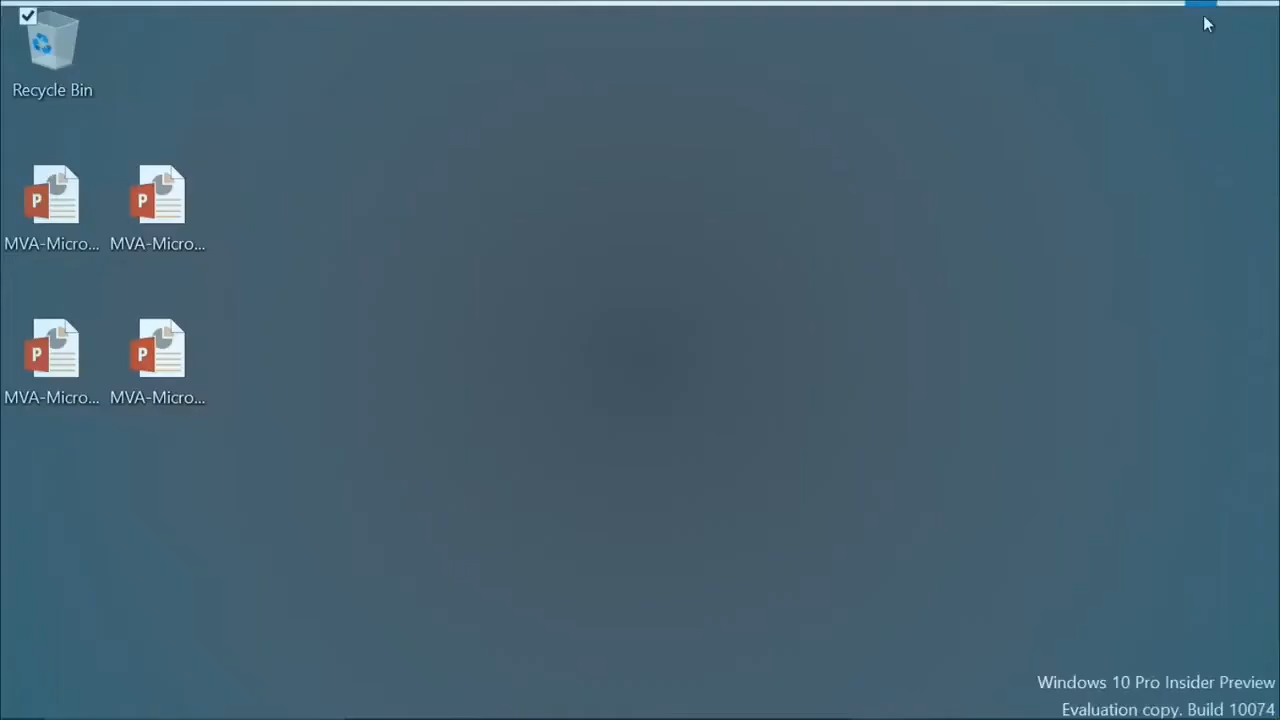 Recycle Bin
P
P
MVA-Micro...
MVA-Micro...
P
P
MVA-Micro...
MVA-Micro...
Windows 10 Pro Insider Preview
Evaluation copy. Build 10074